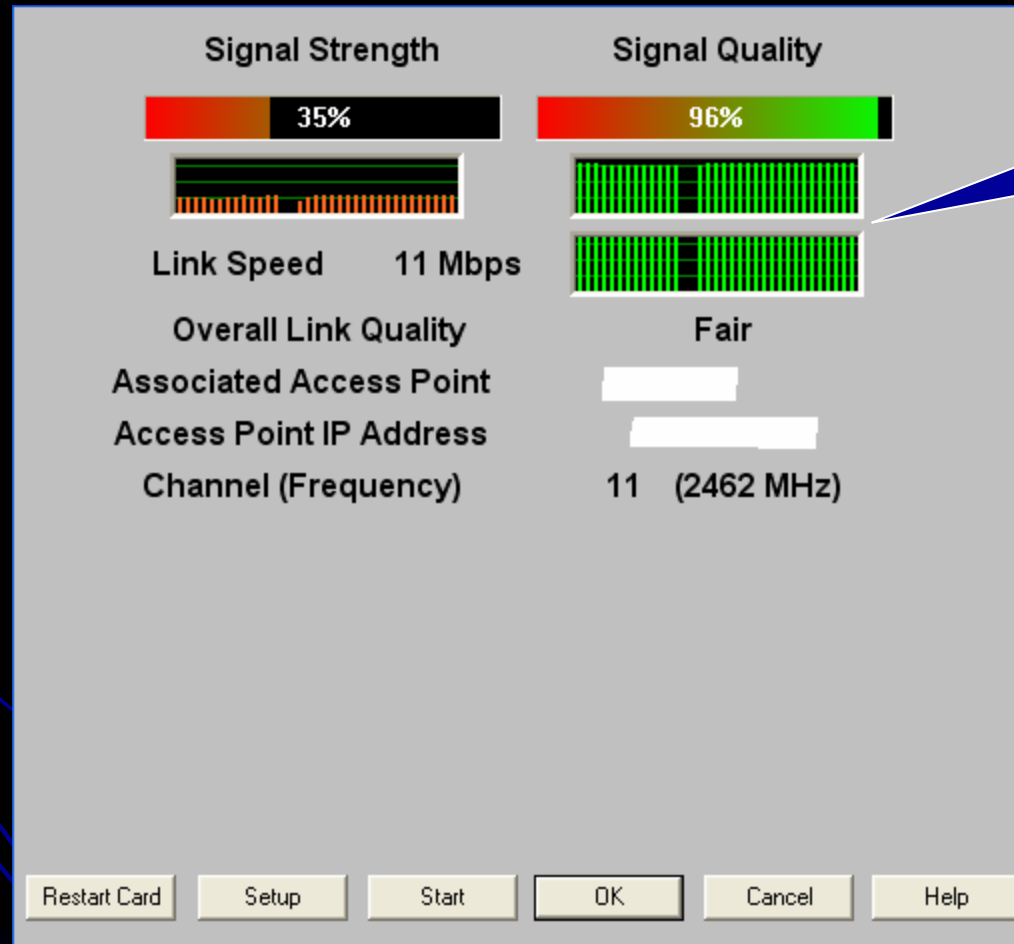 Signal Strength Signal Quality
35% 96%
Link Speed 11 Mbps
Overall Link Quality Fair
Associated Access Point
Access Point IP Address
Channel (Frequency) 11 (2462 MHz)
Restart Card Setup Start OK Cancel Help